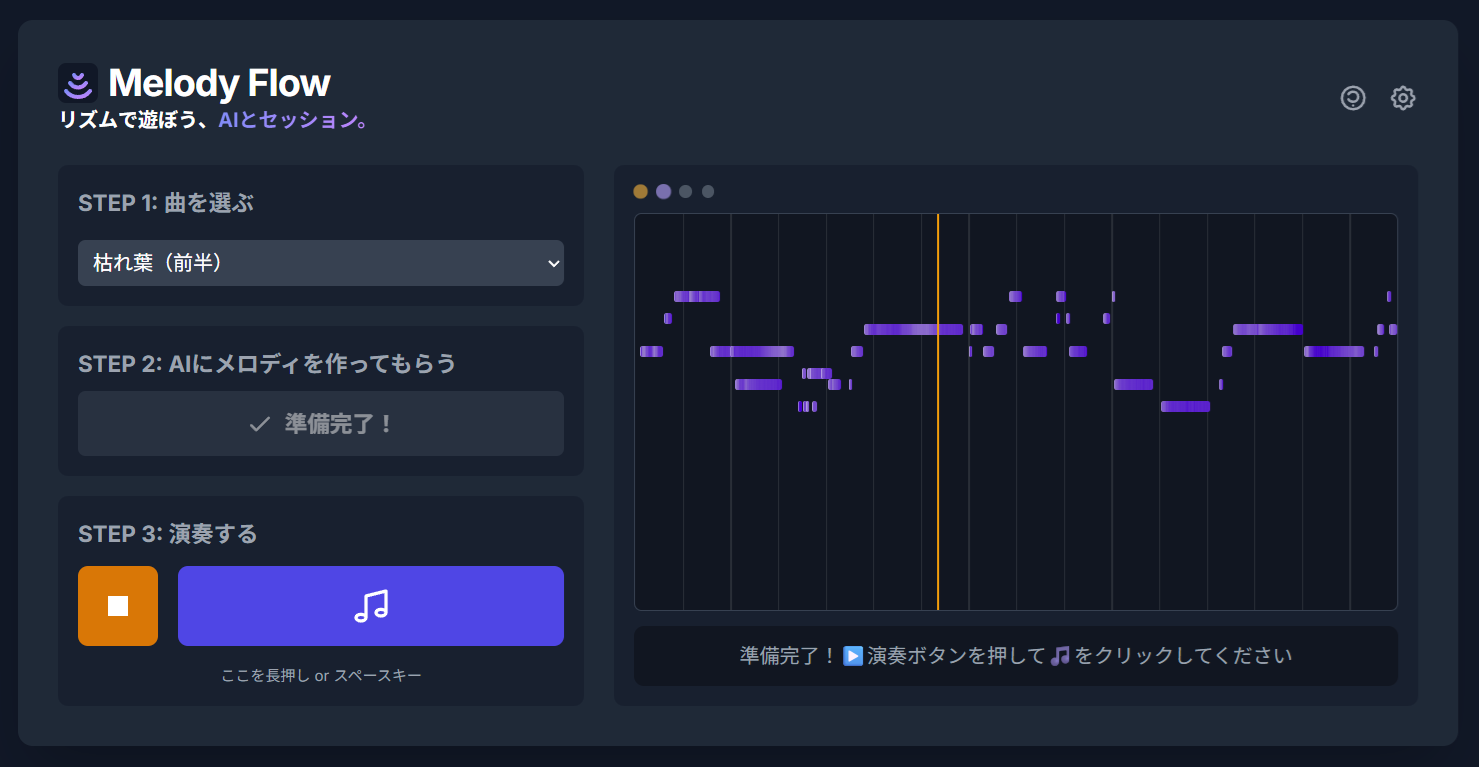 Melody Flow
リズムで遊ぼう、AIとセッション。
STEP 1: 曲を選ぶ
枯れ葉（前半）
STEP 2: AIにメロディを作ってもらう
✓ 準備完了！
STEP 3: 演奏する
ここを長押し or スペースキー
準備完了！▶️演奏ボタンを押して🎵をクリックしてください